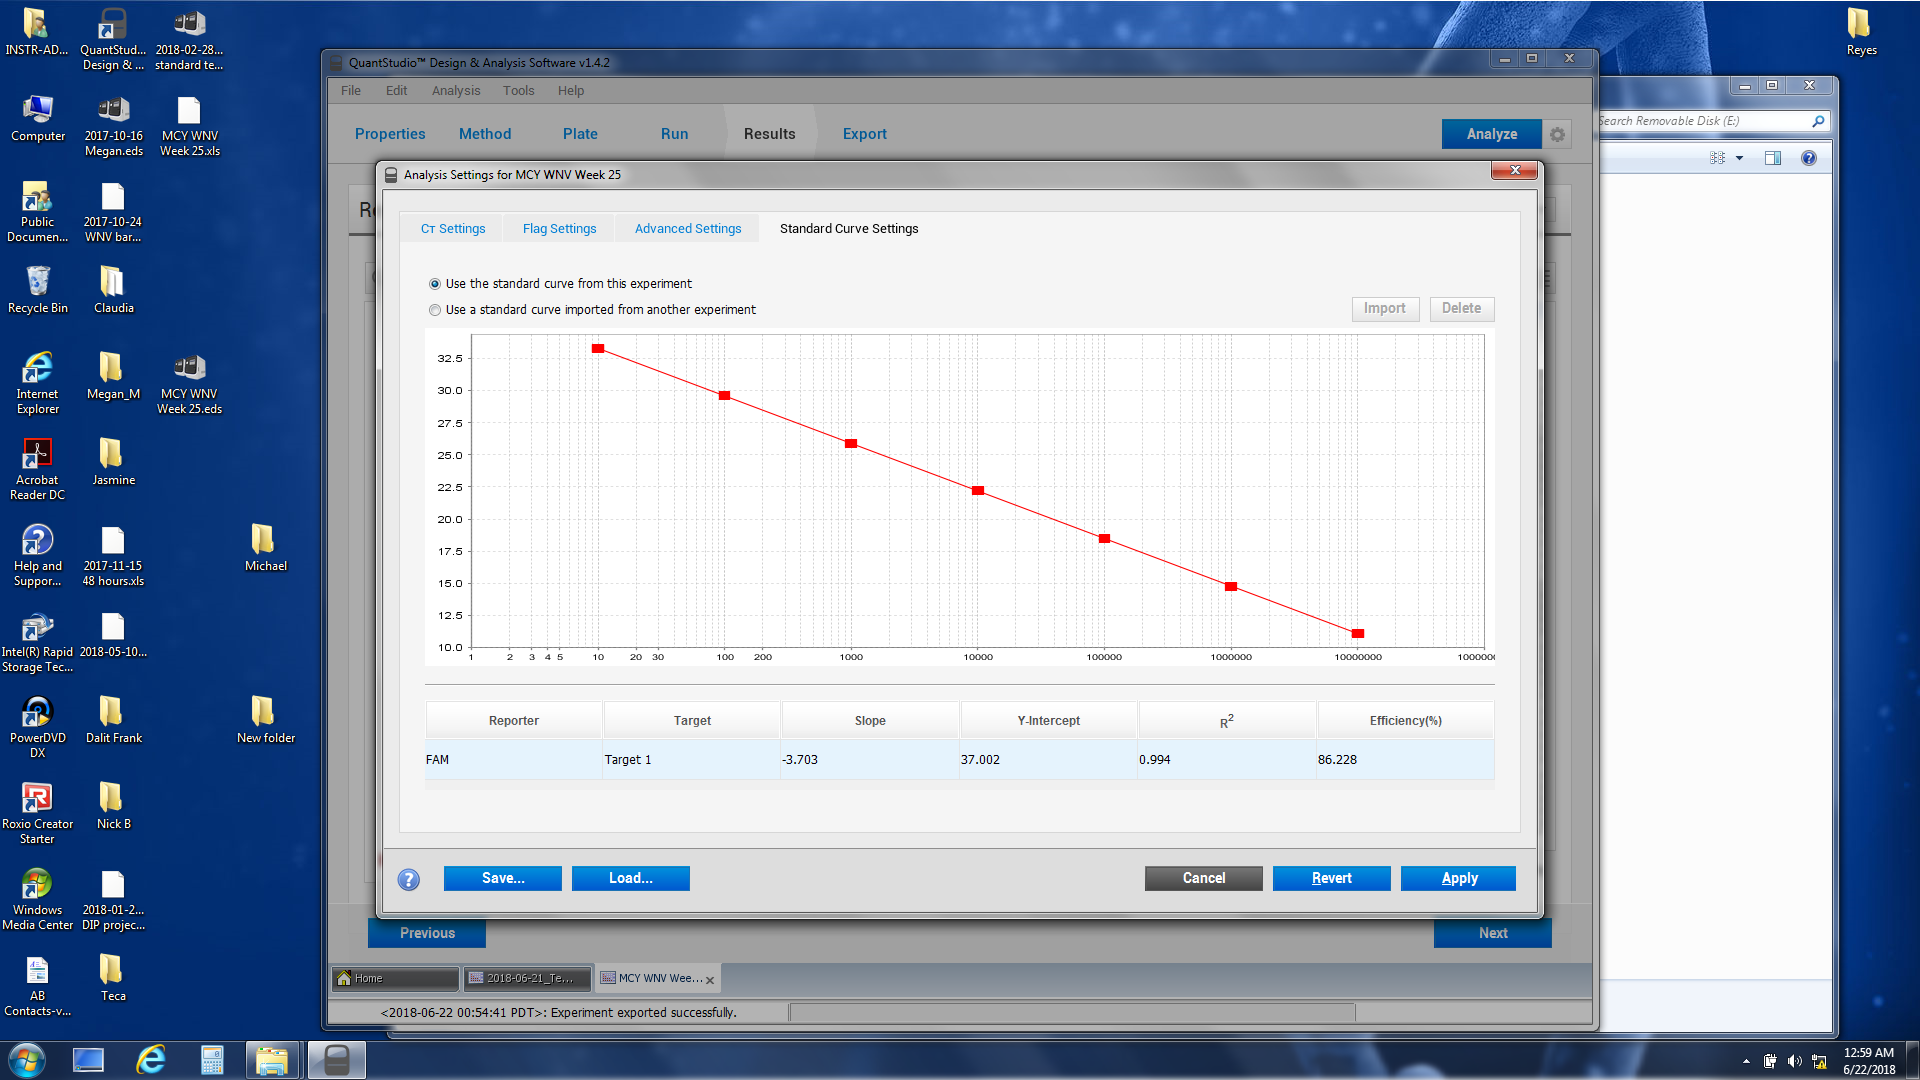 INSTR-AD...
QuantStud...
Design & ...
2018-02-28...
standard te...
Reyes
Computer
2017-10-16
Megan.eds
MCY WNV
Week 25.xls
Public
Documen...
2017-10-24
WNV bar...
Recycle Bin
Claudia
Internet
Explorer
Megan_M
MCY WNV
Week 25.eds
Acrobat
Reader DC
Jasmine
Help and
Suppor...
2017-11-15
48 hours.xls
Michael
Intel(R) Rapid
Storage Tec...
2018-05-10...
PowerDVD
DX
Dalit Frank
New folder
Roxio Creator
Starter
Nick B
Windows
Media Center
2018-01-2...
DIP projec...
AB
Contacts-v...
Teca
QuantStudio™ Design & Analysis Software v1.4.2
File Edit Analysis Tools Help
Properties Method Plate Run Results Export
Analyze
Search Removable Disk (E:)
Analysis Settings for MCY WNV Week 25
Cт Settings Flag Settings Advanced Settings Standard Curve Settings
Use the standard curve from this experiment
Use a standard curve imported from another experiment
Import Delete
32.5
30.0
27.5
25.0
22.5
20.0
17.5
15.0
12.5
10.0
1 2 3 4 5 10 20 30 100 200 1000 10000 100000 1000000 10000000 100000
Reporter Target Slope Y-Intercept R2 Efficiency(%)
FAM Target 1 -3.703 37.002 0.994 86.228
Save... Load... Cancel Revert Apply
Previous Next
Home 2018-06-21_Te... MCY WNV Wee...
<2018-06-22 00:54:41 PDT>: Experiment exported successfully.
12:59 AM
6/22/2018